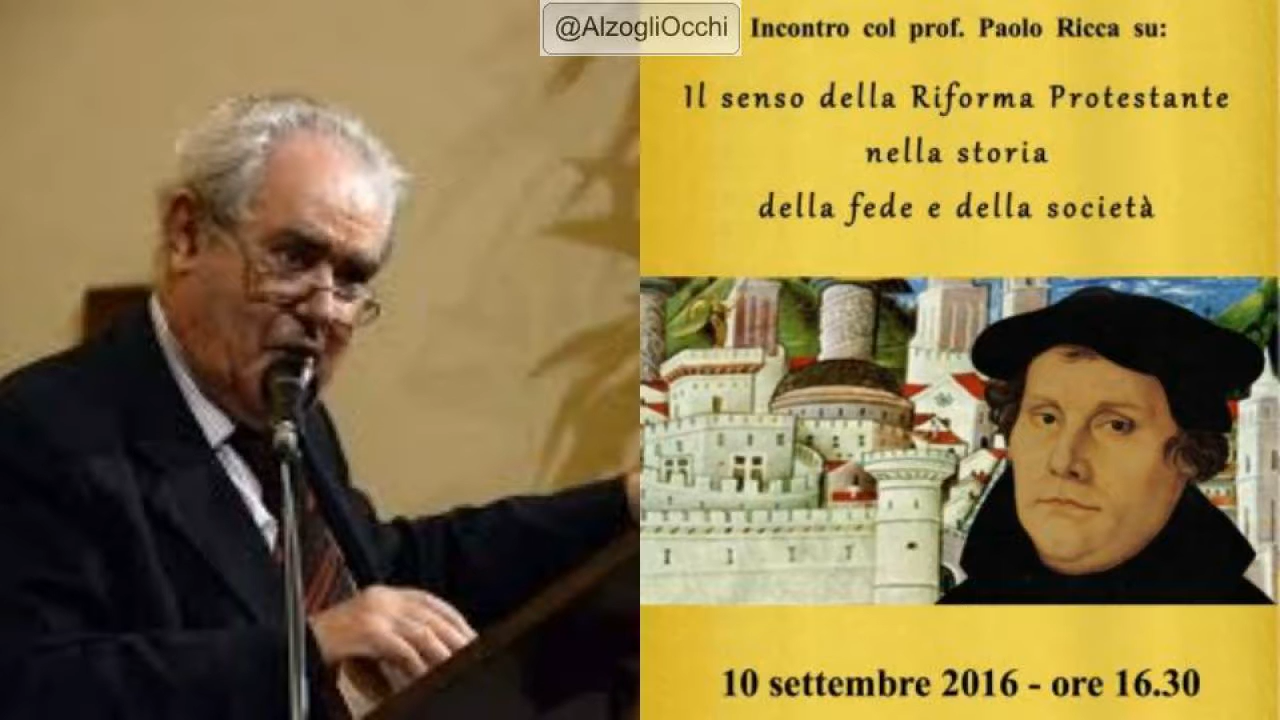 @AlzogliOcchi
Incontro col prof. Paolo Ricca su:
Il senso della Riforma Protestante
nella storia
della fede e della società
10 settembre 2016 - ore 16.30